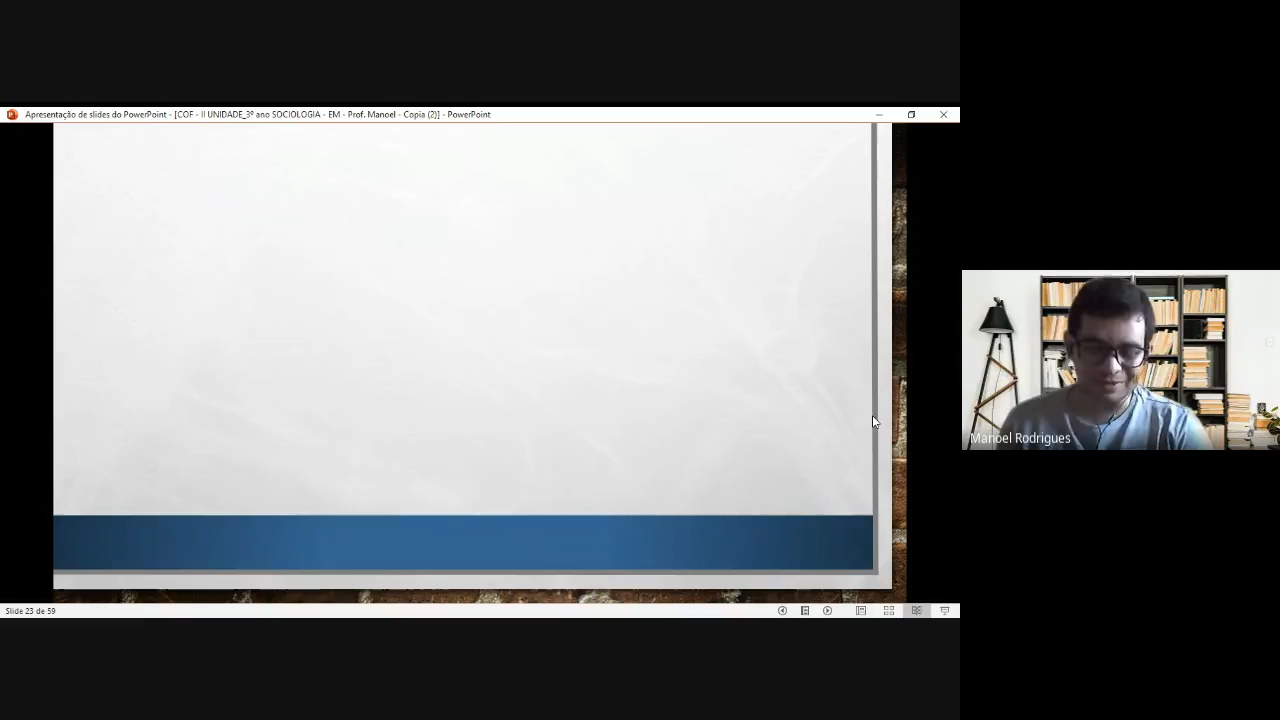 Apresentação de slides do PowerPoint - [COF - II UNIDADE_3º ano SOCIOLOGIA - EM - Prof. Manoel - Copia (2)] - PowerPoint
Manoel Rodrigues
Slide 23 de 59